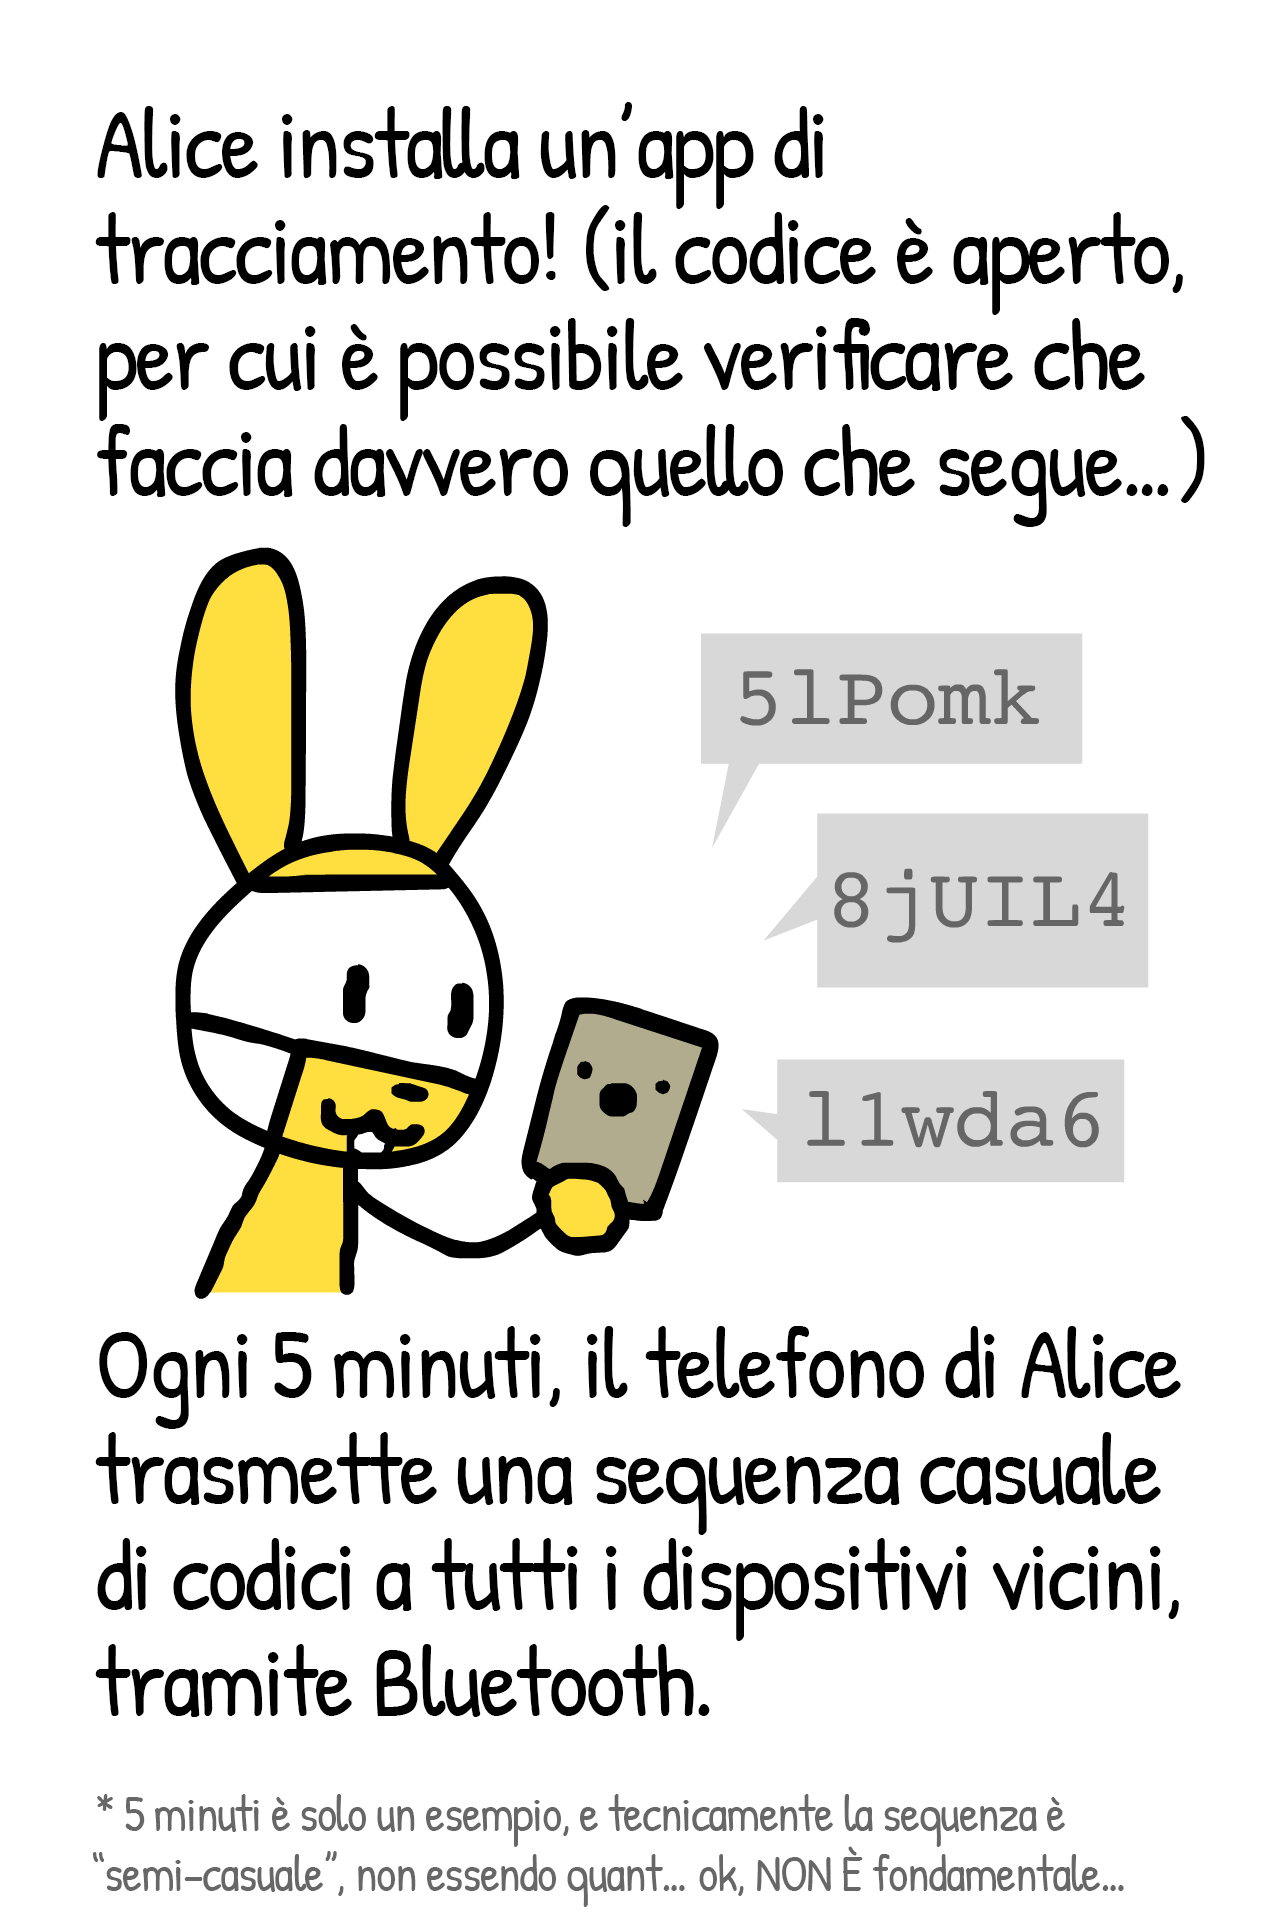 Alice installa un'app di
tracciamento! (il codice è aperto,
per cui è possibile verificare che
faccia davvero quello che segue...)
5lPomk
8jUIL4
l1wda6
Ogni 5 minuti, il telefono di Alice
trasmette una sequenza casuale
di codici a tutti i dispositivi vicini,
tramite Bluetooth.
* 5 minuti è solo un esempio, e tecnicamente la sequenza è
“semi-casuale”, non essendo quant... ok, NON È fondamentale...